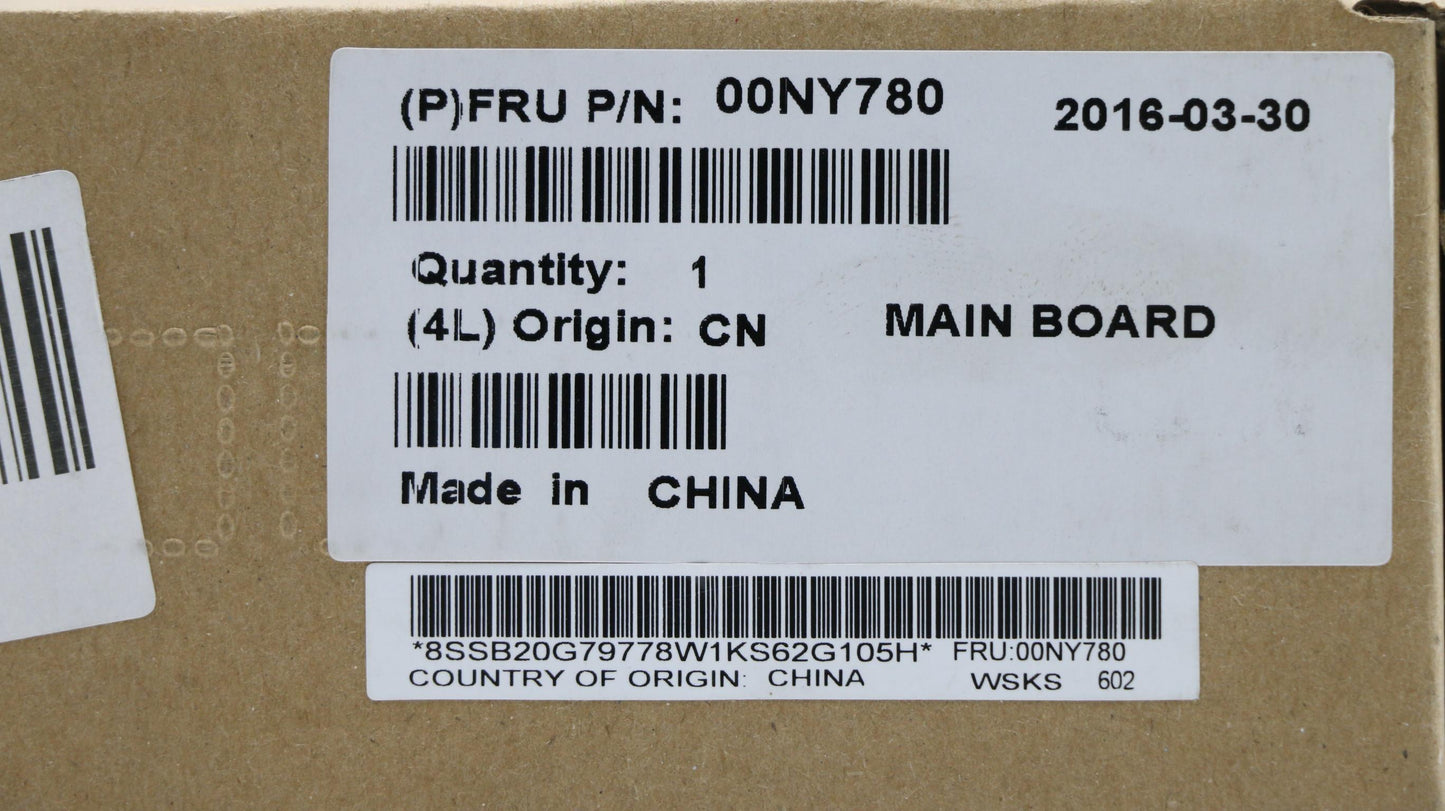 (P)FRU P/N: 00NY780 2016-03-30
Quantity: 1
(4L) Origin: CN MAIN BOARD
Made in CHINA
*8SSB20G79778W1KS62G105H* FRU:00NY780
COUNTRY OF ORIGIN: CHINA WSKS 602